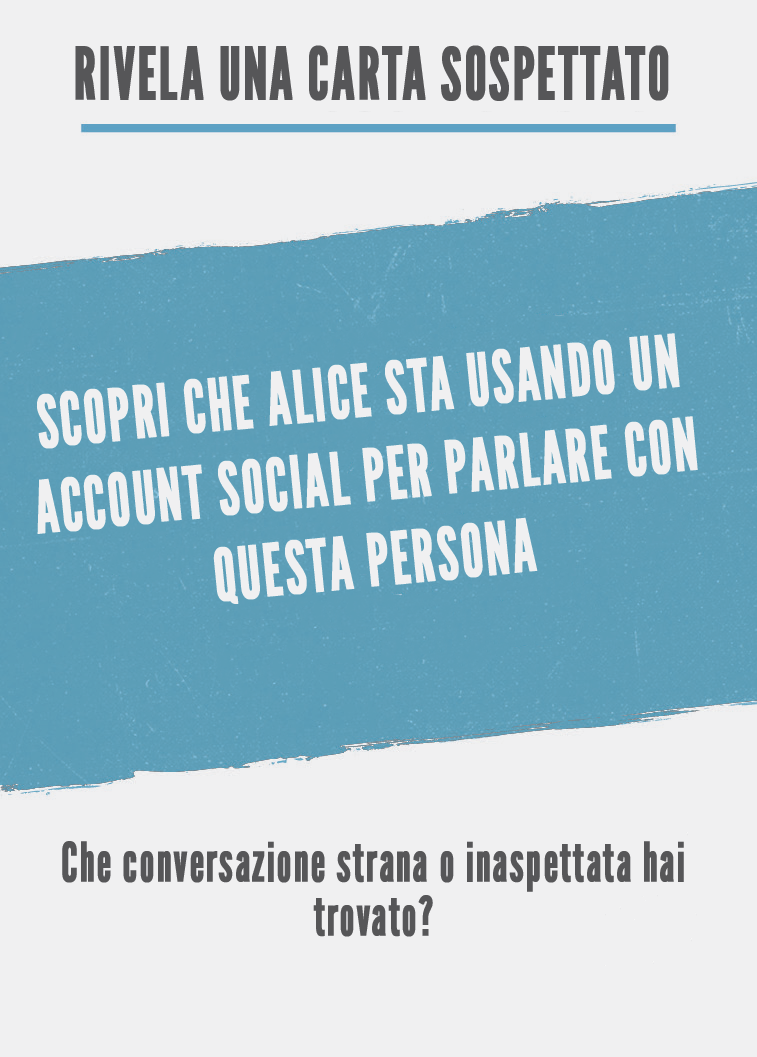 RIVELA UNA CARTA SOSPETTATO
SCOPRI CHE ALICE STA USANDO UN
ACCOUNT SOCIAL PER PARLARE CON
QUESTA PERSONA
Che conversazione strana o inaspettata hai
trovato?